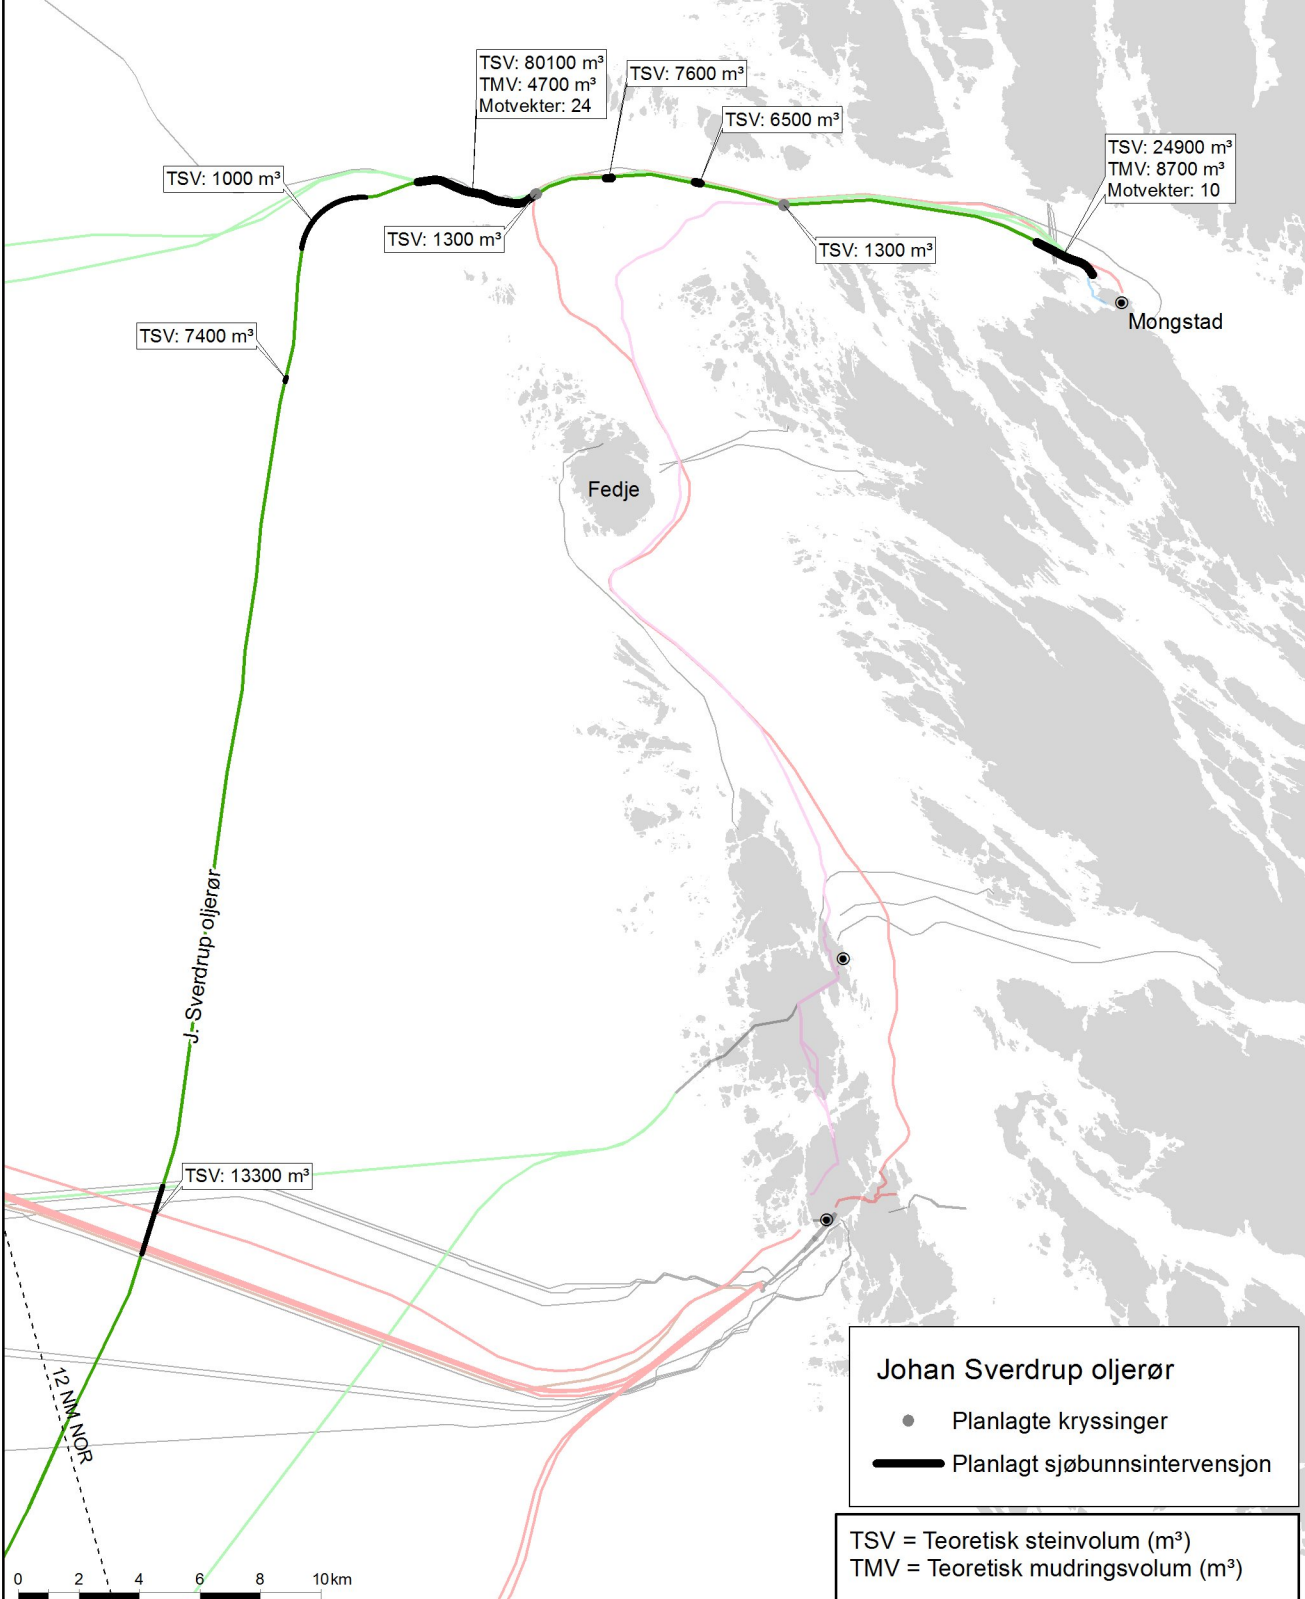 TSV: 80100 m³
TMV: 4700 m³
Motvekter: 24
TSV: 7600 m³
TSV: 6500 m³
TSV: 24900 m³
TMV: 8700 m³
Motvekter: 10
TSV: 1000 m³
TSV: 1300 m³
TSV: 1300 m³
Mongstad
TSV: 7400 m³
Fedje
J. Sverdrup oljerør
TSV: 13300 m³
12 NM NOR
Johan Sverdrup oljerør
Planlagte kryssinger
Planlagt sjøbunnsintervensjon
TSV = Teoretisk steinvolum (m³)
TMV = Teoretisk mudringsvolum (m³)
0 2 4 6 8 10 km